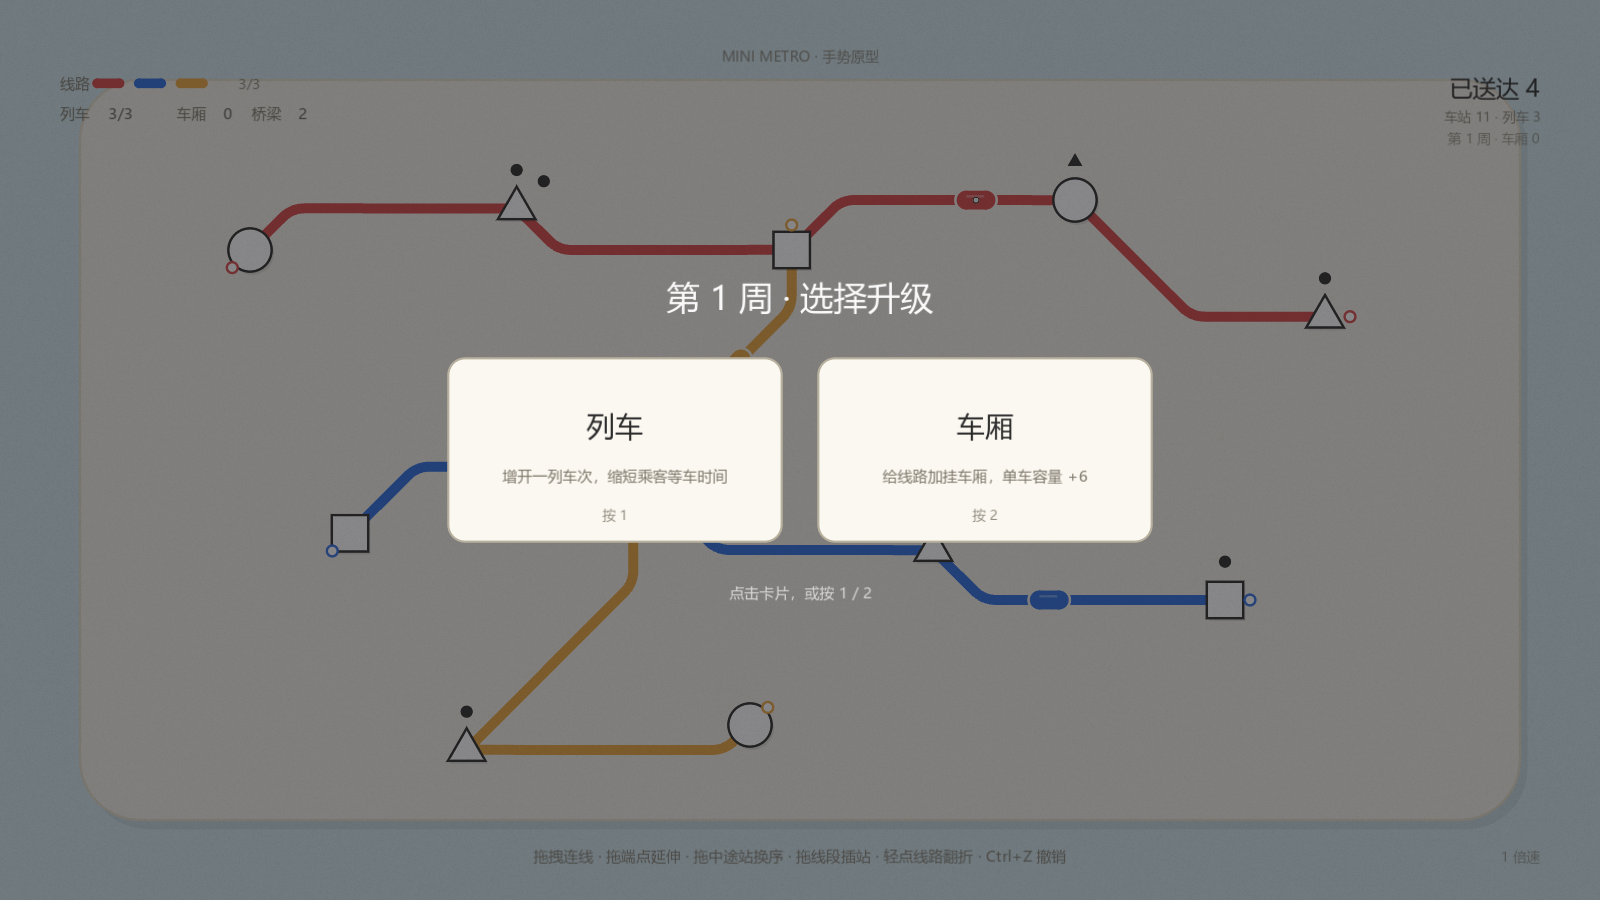 MINI METRO · 手势原型
线路 3/3
列车 3/3 车厢 0 桥梁 2
已送达 4
车站 11 · 列车 3
第 1 周 · 车厢 0
第 1 周 · 选择升级
列车
增开一列车次，缩短乘客等车时间
按 1
车厢
给线路加挂车厢，单车容量 +6
按 2
点击卡片，或按 1 / 2
拖拽连线 · 拖端点延伸 · 拖中途站换序 · 拖线段插站 · 轻点线路翻折 · Ctrl+Z 撤销
1 倍速